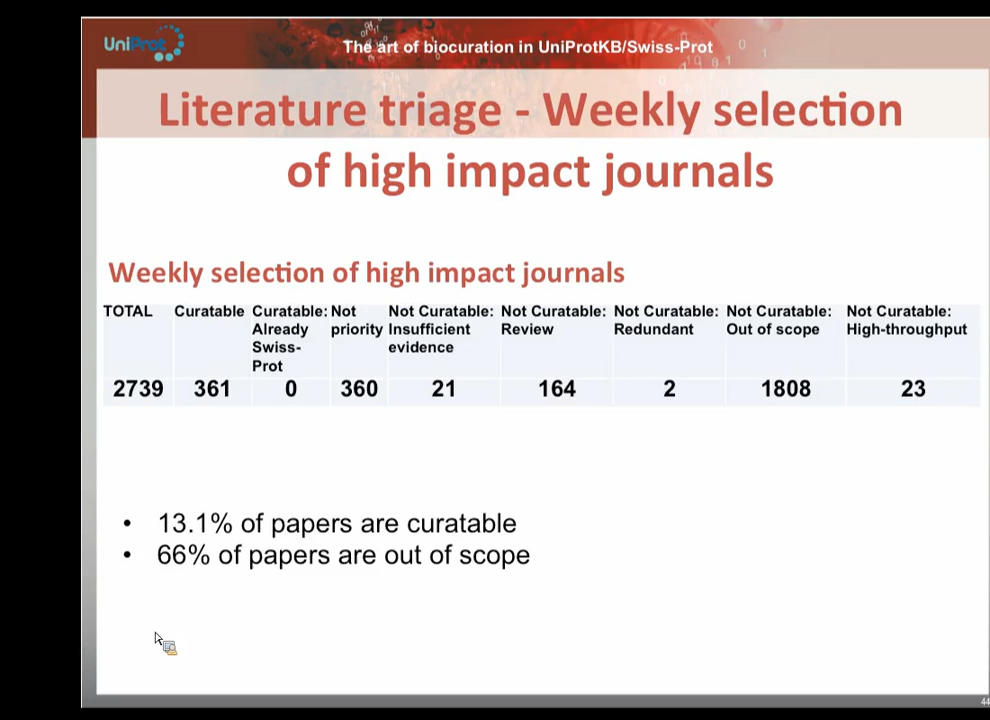 UniProt
The art of biocuration in UniProtKB/Swiss-Prot
Literature triage - Weekly selection
of high impact journals
Weekly selection of high impact journals
TOTAL Curatable Curatable: Not Not Curatable: Not Curatable: Not Curatable: Not Curatable: Not Curatable:
Already priority Insufficient Review Redundant Out of scope High-throughput
Swiss- evidence
Prot
2739 361 0 360 21 164 2 1808 23
• 13.1% of papers are curatable
• 66% of papers are out of scope
44